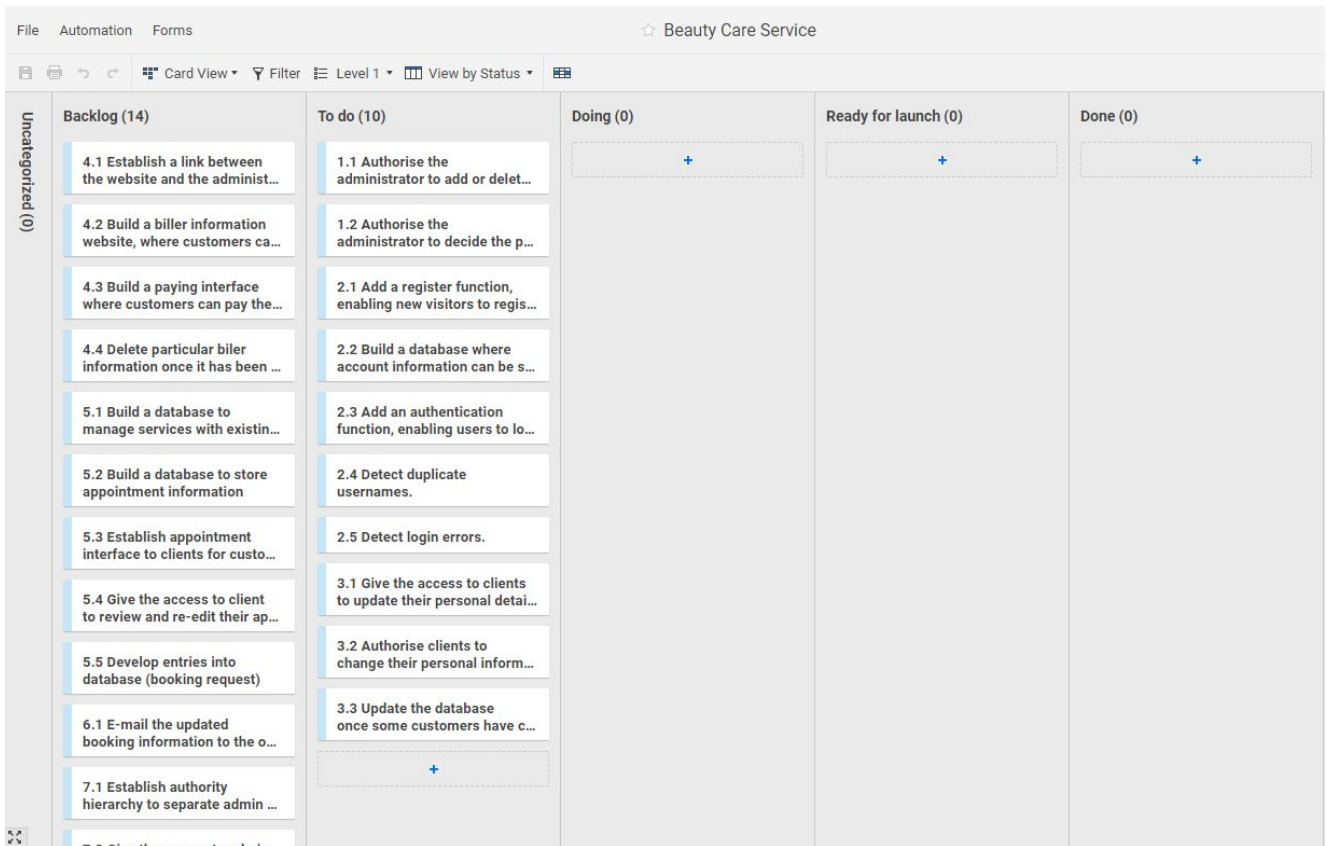 File Automation Forms
Beauty Care Service
Card View Filter Level 1 View by Status
Uncategorized (0)
Backlog (14)
4.1 Establish a link between
the website and the administ...
4.2 Build a biller information
website, where customers ca...
4.3 Build a paying interface
where customers can pay the...
4.4 Delete particular biler
information once it has been ...
5.1 Build a database to
manage services with existin...
5.2 Build a database to store
appointment information
5.3 Establish appointment
interface to clients for custo...
5.4 Give the access to client
to review and re-edit their ap...
5.5 Develop entries into
database (booking request)
6.1 E-mail the updated
booking information to the o...
7.1 Establish authority
hierarchy to separate admin ...
To do (10)
1.1 Authorise the
administrator to add or delet...
1.2 Authorise the
administrator to decide the p...
2.1 Add a register function,
enabling new visitors to regis...
2.2 Build a database where
account information can be s...
2.3 Add an authentication
function, enabling users to lo...
2.4 Detect duplicate
usernames.
2.5 Detect login errors.
3.1 Give the access to clients
to update their personal detai...
3.2 Authorise clients to
change their personal inform...
3.3 Update the database
once some customers have c...
+
Doing (0)
+
Ready for launch (0)
+
Done (0)
+